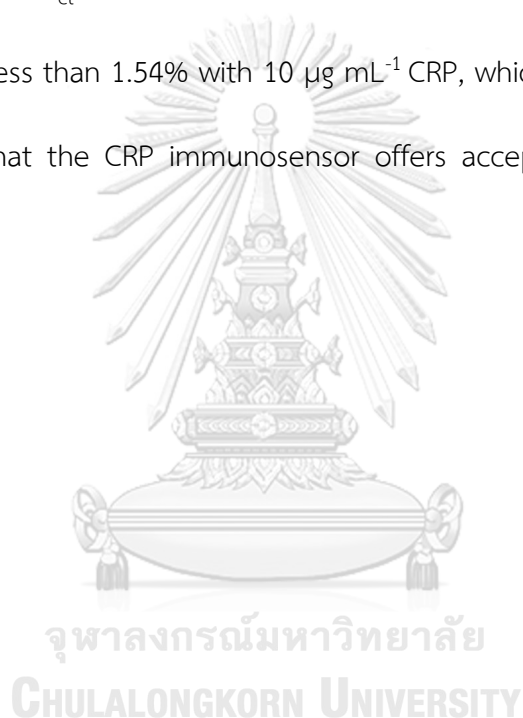 ct
ess than 1.54% with 10 µg mL⁻¹ CRP, whic
hat the CRP immunosensor offers accep
จุฬาลงกรณ์มหาวิทยาลัย
CHULALONGKORN UNIVERSITY